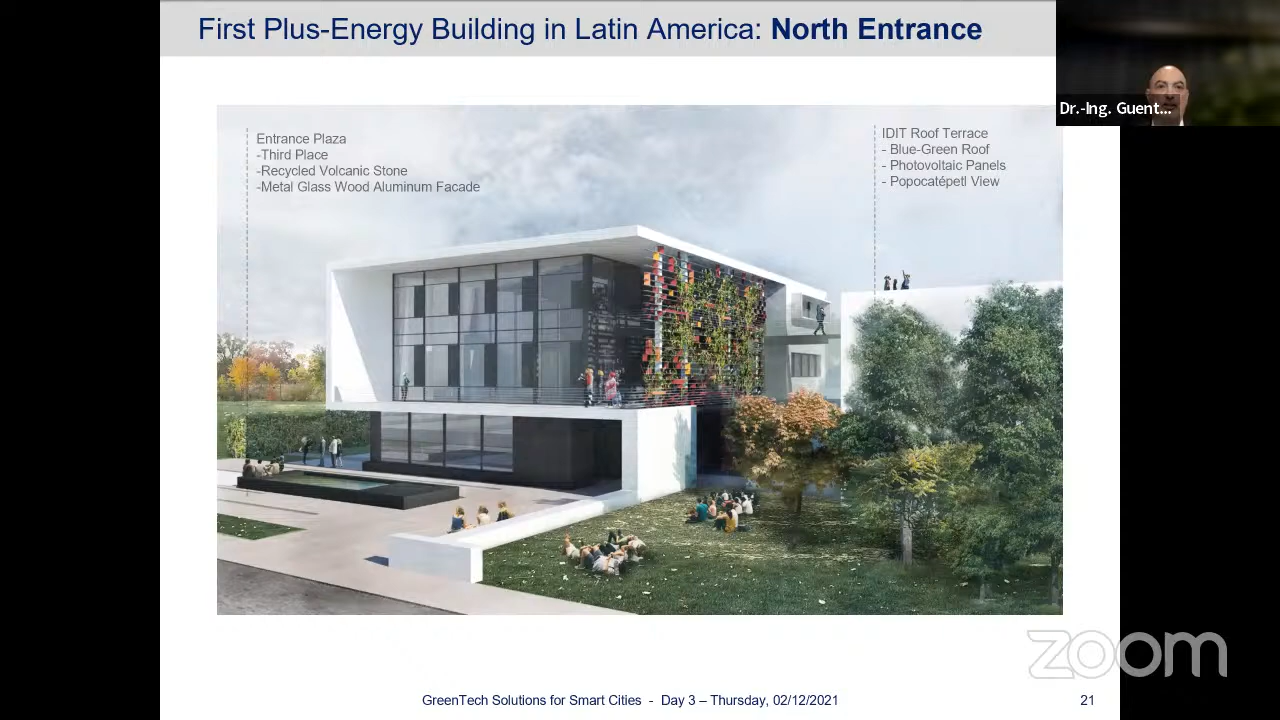 First Plus-Energy Building in Latin America: North Entrance
Dr.-Ing. Guent...
Entrance Plaza
-Third Place
-Recycled Volcanic Stone
-Metal Glass Wood Aluminum Facade
IDIT Roof Terrace
- Blue-Green Roof
- Photovoltaic Panels
- Popocatépetl View
zoom
GreenTech Solutions for Smart Cities - Day 3 – Thursday, 02/12/2021
21